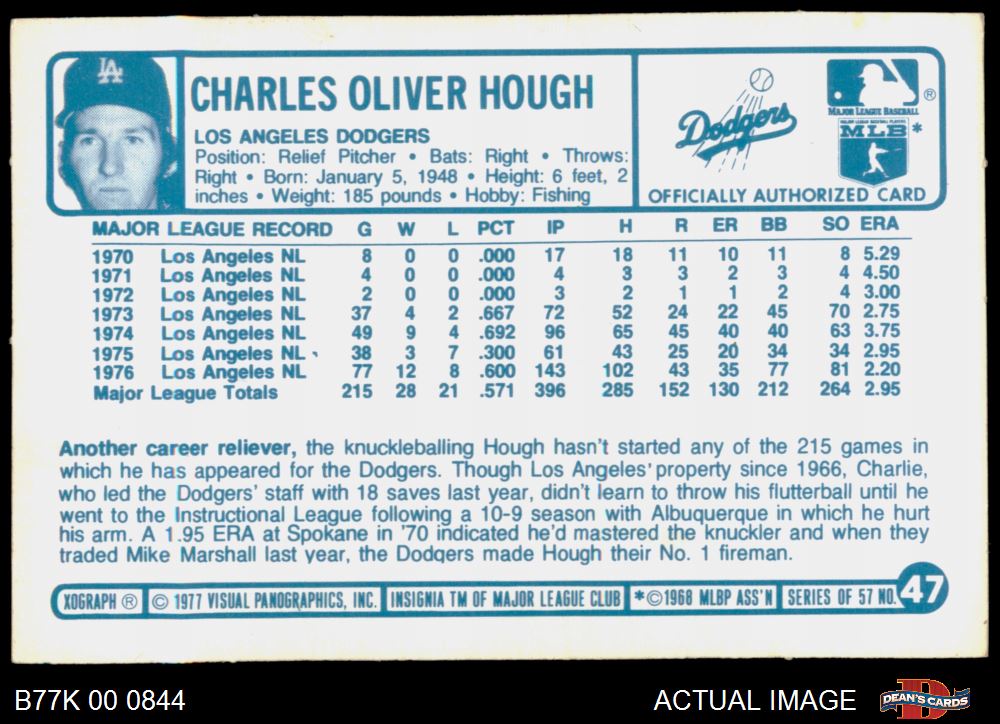 LA
CHARLES OLIVER HOUGH
LOS ANGELES DODGERS
Position: Relief Pitcher • Bats: Right • Throws:
Right • Born: January 5, 1948 • Height: 6 feet, 2
inches • Weight: 185 pounds • Hobby: Fishing
Dodgers
MAJOR LEAGUE BASEBALL ®
MAJOR LEAGUE BASEBALL PLAYERS
MLB *
OFFICIALLY AUTHORIZED CARD
MAJOR LEAGUE RECORD G W L PCT IP H R ER BB SO ERA
1970 Los Angeles NL 8 0 0 .000 17 18 11 10 11 8 5.29
1971 Los Angeles NL 4 0 0 .000 4 3 3 2 3 4 4.50
1972 Los Angeles NL 2 0 0 .000 3 2 1 1 2 4 3.00
1973 Los Angeles NL 37 4 2 .667 72 52 24 22 45 70 2.75
1974 Los Angeles NL 49 9 4 .692 96 65 45 40 40 63 3.75
1975 Los Angeles NL 38 3 7 .300 61 43 25 20 34 34 2.95
1976 Los Angeles NL 77 12 8 .600 143 102 43 35 77 81 2.20
Major League Totals 215 28 21 .571 396 285 152 130 212 264 2.95
Another career reliever, the knuckleballing Hough hasn't started any of the 215 games in
which he has appeared for the Dodgers. Though Los Angeles' property since 1966, Charlie,
who led the Dodgers' staff with 18 saves last year, didn't learn to throw his flutterball until he
went to the Instructional League following a 10-9 season with Albuquerque in which he hurt
his arm. A 1.95 ERA at Spokane in '70 indicated he'd mastered the knuckler and when they
traded Mike Marshall last year, the Dodgers made Hough their No. 1 fireman.
XOGRAPH ® © 1977 VISUAL PANOGRAPHICS, INC. INSIGNIA TM OF MAJOR LEAGUE CLUB *©1968 MLBP ASS'N SERIES OF 57 NO. 47
B77K 00 0844 ACTUAL IMAGE DEAN'S CARDS